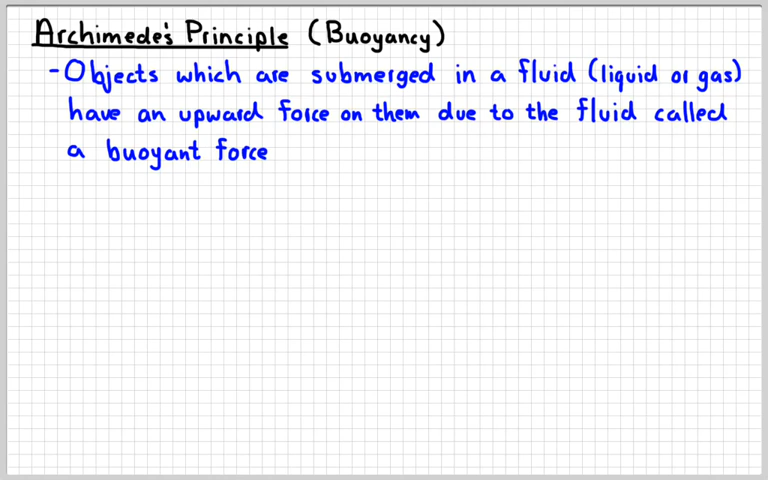 Archimede's Principle (Buoyancy)
-Objects which are submerged in a fluid (liquid or gas)
have an upward force on them due to the fluid called
a buoyant force